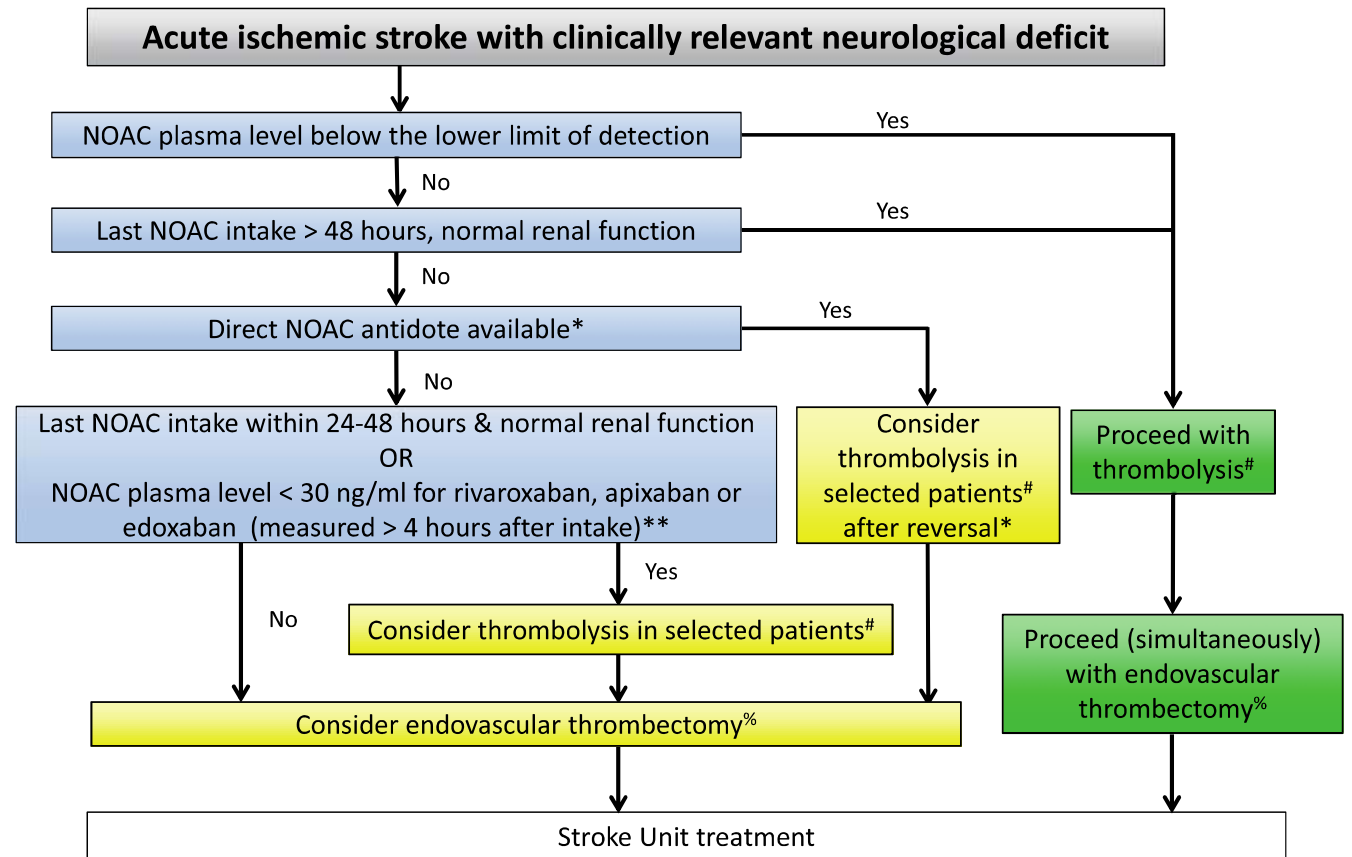 Acute ischemic stroke with clinically relevant neurological deficit
NOAC plasma level below the lower limit of detection
Yes
No
Last NOAC intake > 48 hours, normal renal function
Yes
No
Direct NOAC antidote available*
Yes
No
Last NOAC intake within 24-48 hours & normal renal function
OR
NOAC plasma level < 30 ng/ml for rivaroxaban, apixaban or
edoxaban (measured > 4 hours after intake)**
Consider
thrombolysis in
selected patients#
after reversal*
Proceed with
thrombolysis#
Yes
No
Consider thrombolysis in selected patients#
Proceed (simultaneously)
with endovascular
thrombectomy%
Consider endovascular thrombectomy%
Stroke Unit treatment